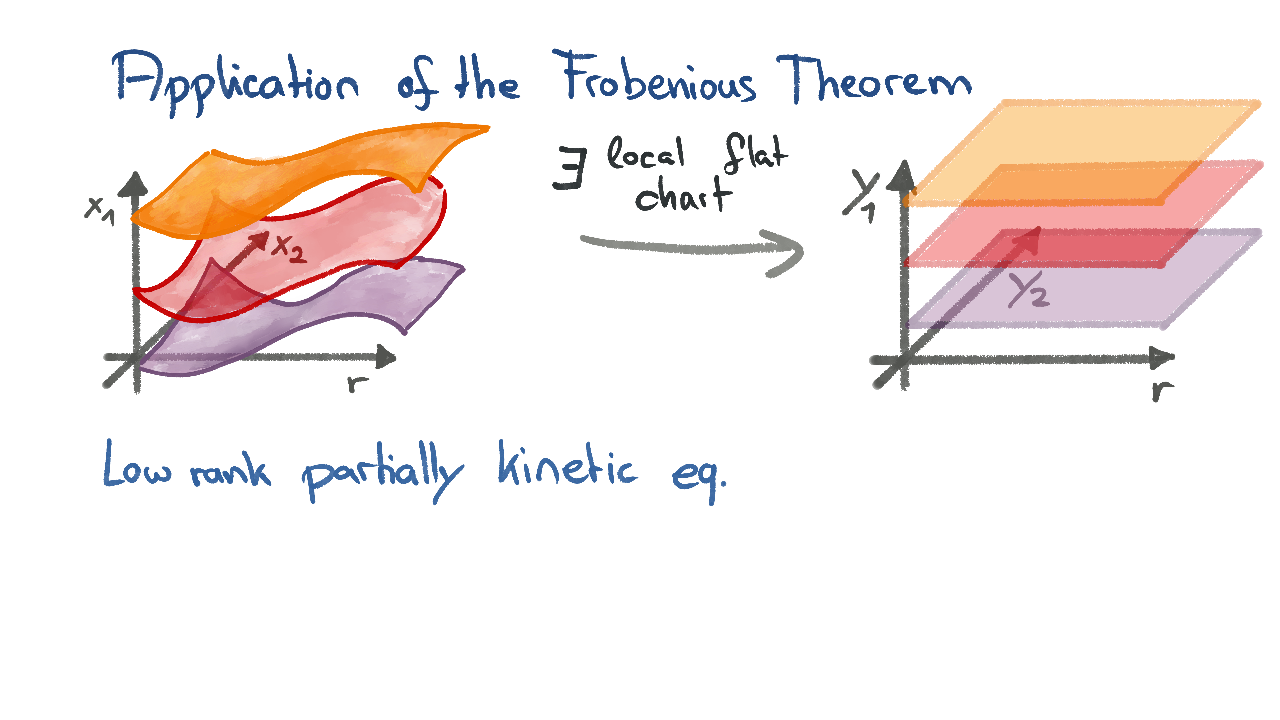 Application of the Frobenious Theorem
∃ local flat
chart
x₁
x₂
r
y₁
y₂
r
Low rank partially kinetic eq.